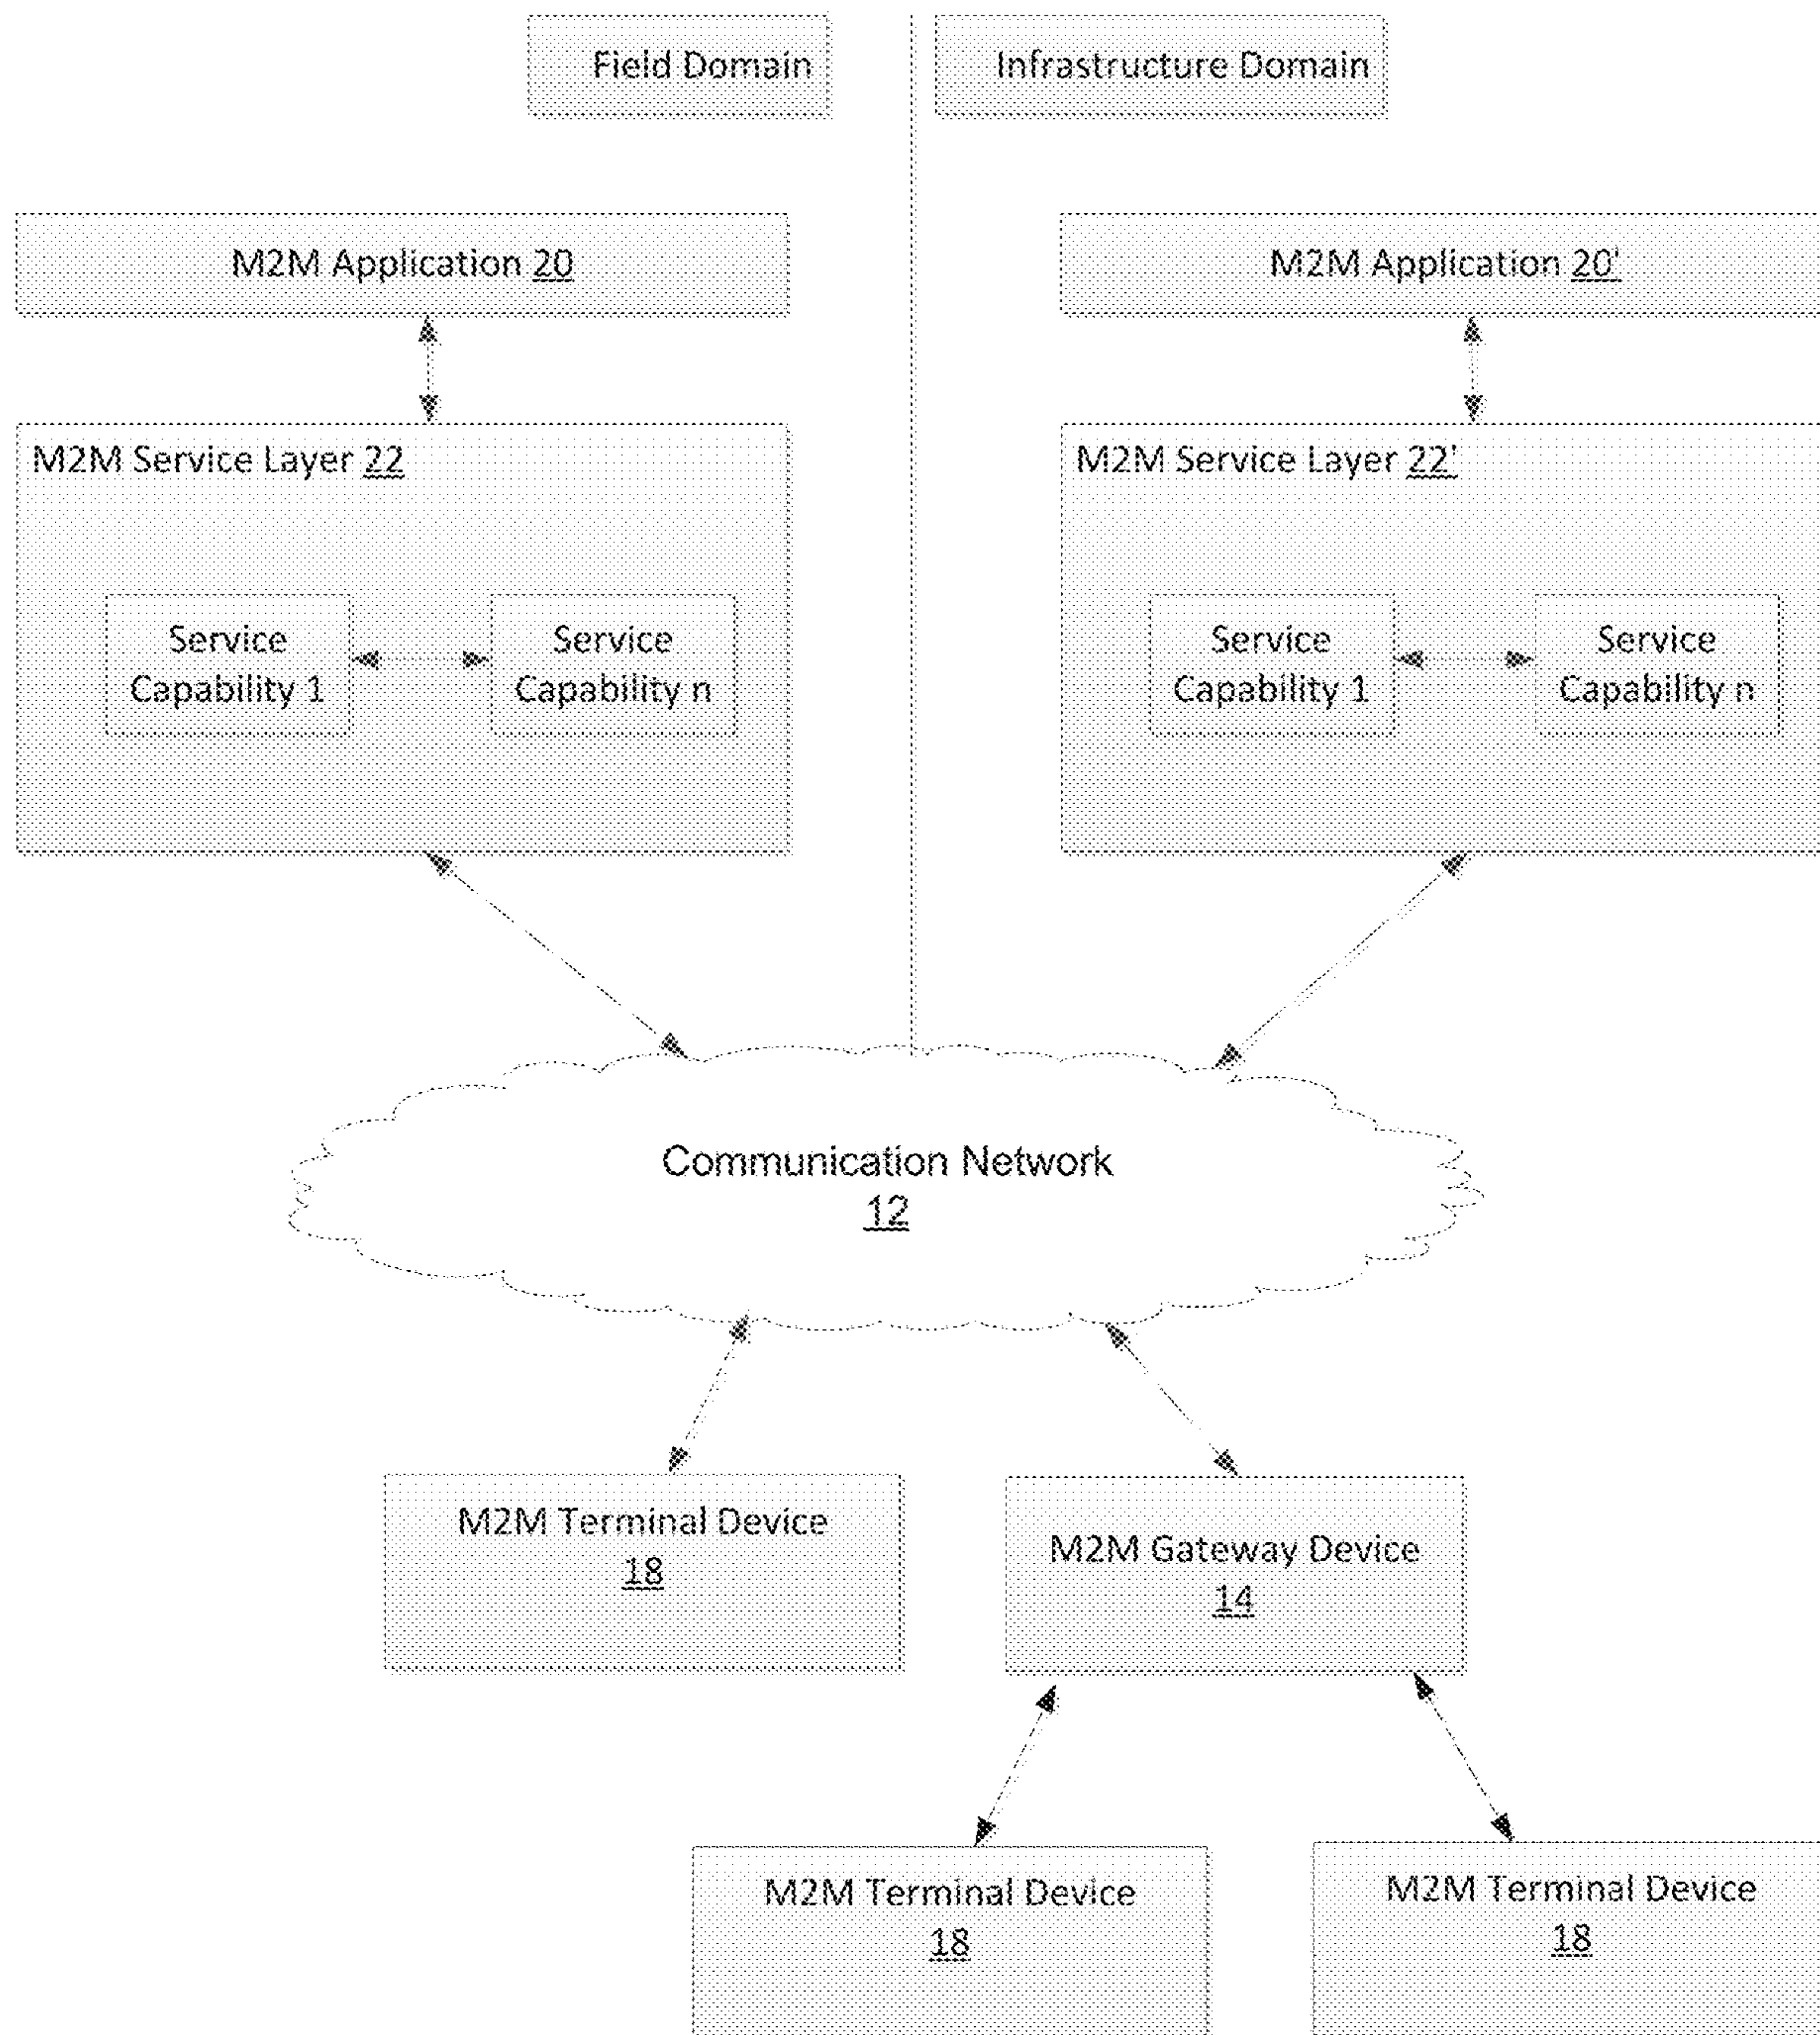 Field Domain
Infrastructure Domain
M2M Application 20
M2M Application 20'
M2M Service Layer 22
M2M Service Layer 22'
Service
Capability 1
Service
Capability n
Service
Capability 1
Service
Capability n
Communication Network
12
M2M Terminal Device
18
M2M Gateway Device
14
M2M Terminal Device
18
M2M Terminal Device
18